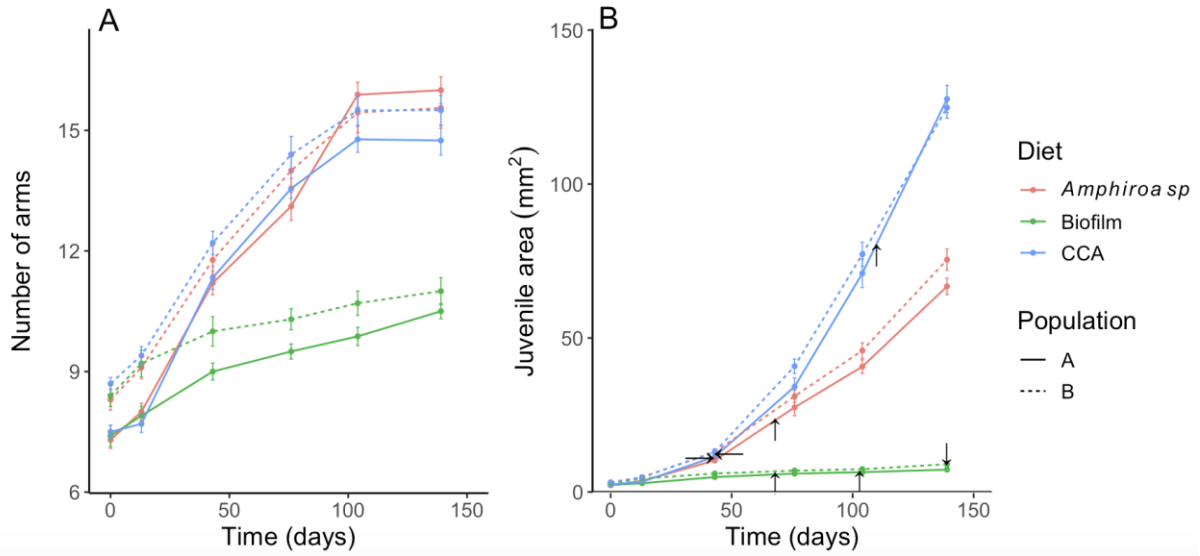 A
Number of arms
15
12
9
6
0
50
100
150
Time (days)
B
Juvenile area (mm²)
150
100
50
0
0
50
100
150
Time (days)
Diet
Amphiroa sp
Biofilm
CCA
Population
A
B